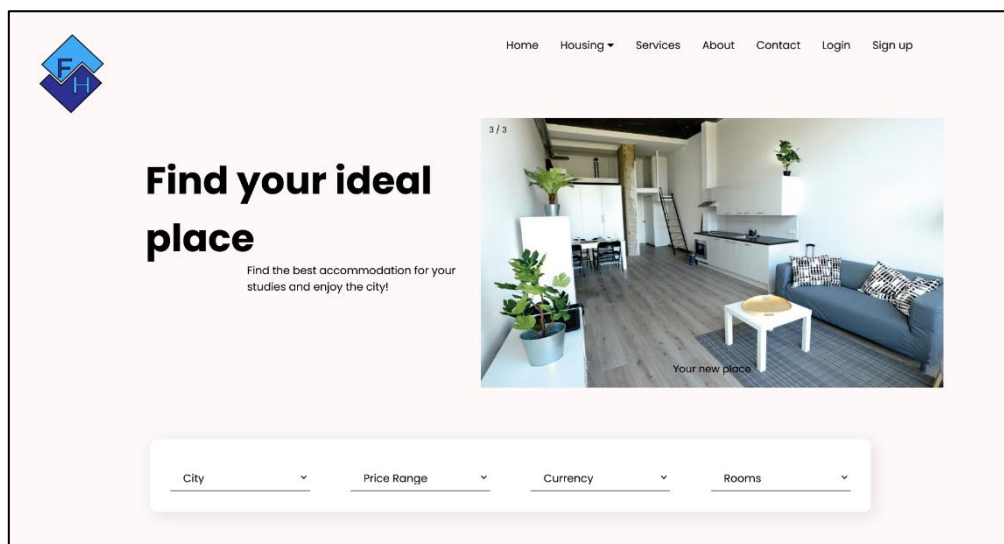 F
H
Home Housing Services About Contact Login Sign up
3 / 3
Find your ideal
place
Find the best accommodation for your
studies and enjoy the city!
Your new place
City Price Range Currency Rooms